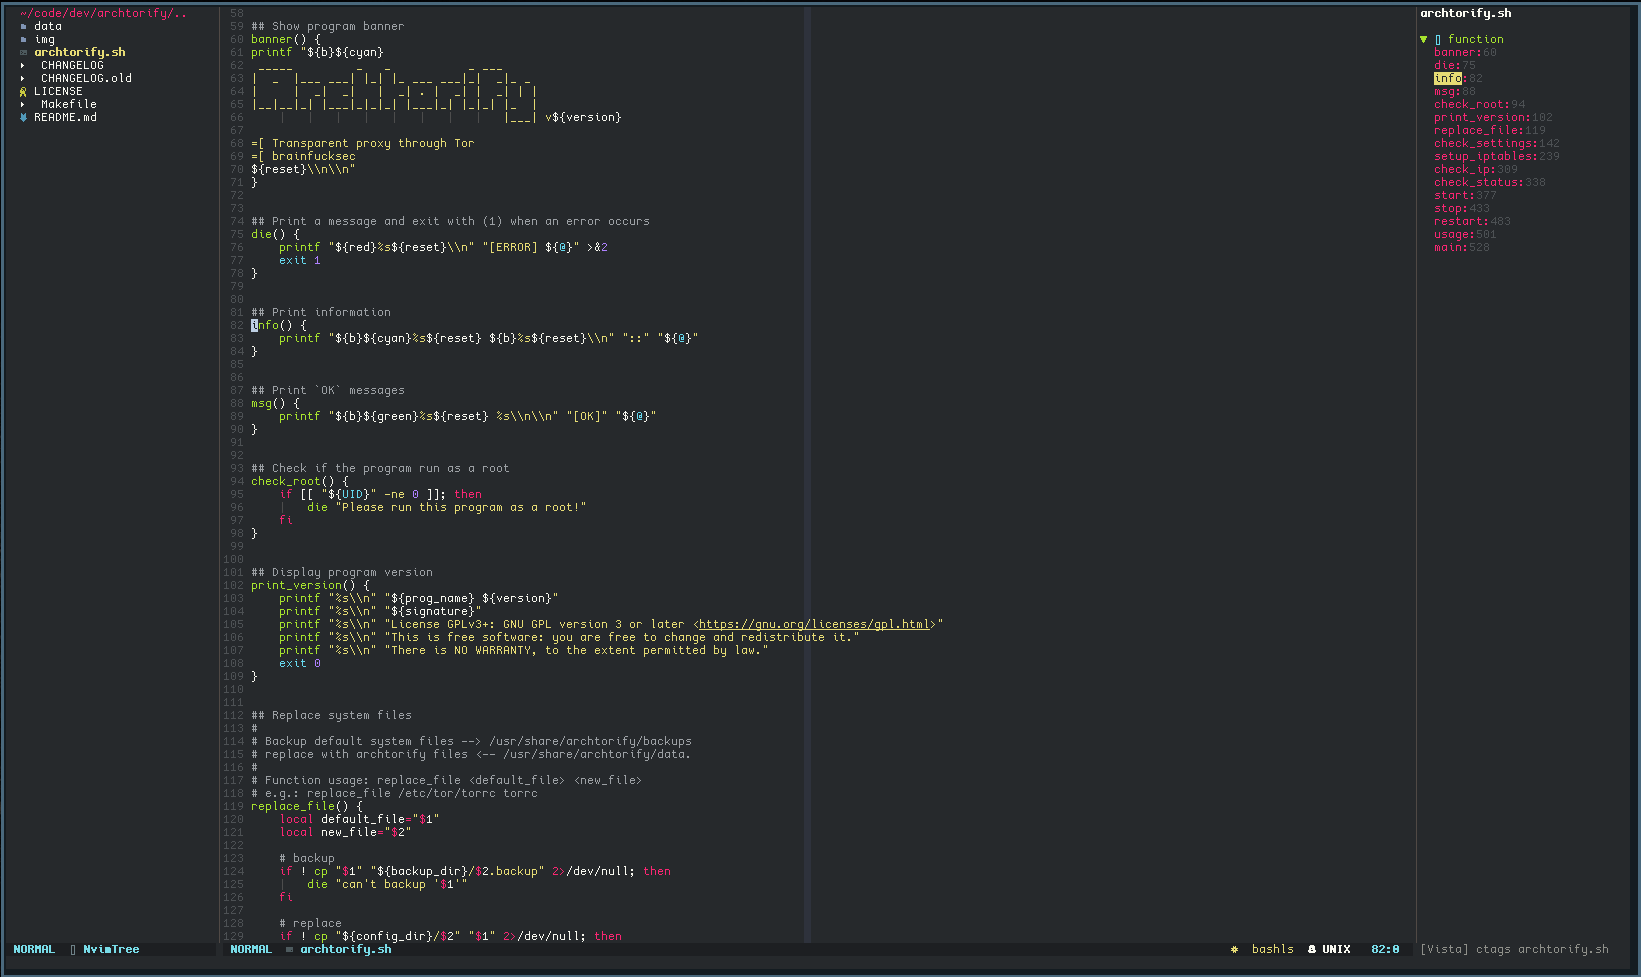 ~/code/dev/archtorify/..
data
img
archtorify.sh
CHANGELOG
CHANGELOG.old
LICENSE
Makefile
README.md
58
59 ## Show program banner
60 banner() {
61 printf "${b}${cyan}
62  _____          _   _           _ ___
63 |  _  |___ ___| |_| |_ ___ ___|_|  _|_ _
64 |     |  _|  _|   |  _| . |  _| |  _| | |
65 |__|__|_| |___|_|_|_| |___|_| |_|_| |_  |
66                                     |___| v${version}
67
68 =[ Transparent proxy through Tor
69 =[ brainfucksec
70 ${reset}\\n\\n"
71 }
72
73
74 ## Print a message and exit with (1) when an error occurs
75 die() {
76     printf "${red}%s${reset}\\n" "[ERROR] ${@}" >&2
77     exit 1
78 }
79
80
81 ## Print information
82 info() {
83     printf "${b}${cyan}%s${reset} ${b}%s${reset}\\n" "::" "${@}"
84 }
85
86
87 ## Print `OK` messages
88 msg() {
89     printf "${b}${green}%s${reset} %s\\n\\n" "[OK]" "${@}"
90 }
91
92
93 ## Check if the program run as a root
94 check_root() {
95     if [[ "${UID}" -ne 0 ]]; then
96         die "Please run this program as a root!"
97     fi
98 }
99
100
101 ## Display program version
102 print_version() {
103     printf "%s\\n" "${prog_name} ${version}"
104     printf "%s\\n" "${signature}"
105     printf "%s\\n" "License GPLv3+: GNU GPL version 3 or later <https://gnu.org/licenses/gpl.html>"
106     printf "%s\\n" "This is free software: you are free to change and redistribute it."
107     printf "%s\\n" "There is NO WARRANTY, to the extent permitted by law."
108     exit 0
109 }
110
111
112 ## Replace system files
113 #
114 # Backup default system files --> /usr/share/archtorify/backups
115 # replace with archtorify files <-- /usr/share/archtorify/data.
116 #
117 # Function usage: replace_file <default_file> <new_file>
118 # e.g.: replace_file /etc/tor/torrc torrc
119 replace_file() {
120     local default_file="$1"
121     local new_file="$2"
122
123     # backup
124     if ! cp "$1" "${backup_dir}/$2.backup" 2>/dev/null; then
125         die "can't backup '$1'"
126     fi
127
128     # replace
129     if ! cp "${config_dir}/$2" "$1" 2>/dev/null; then
archtorify.sh
function
banner:60
die:75
info:82
msg:88
check_root:94
print_version:102
replace_file:119
check_settings:142
setup_iptables:239
check_ip:309
check_status:338
start:377
stop:433
restart:483
usage:501
main:528
NORMAL NvimTree
NORMAL archtorify.sh
bashls UNIX 82:0
[Vista] ctags archtorify.sh